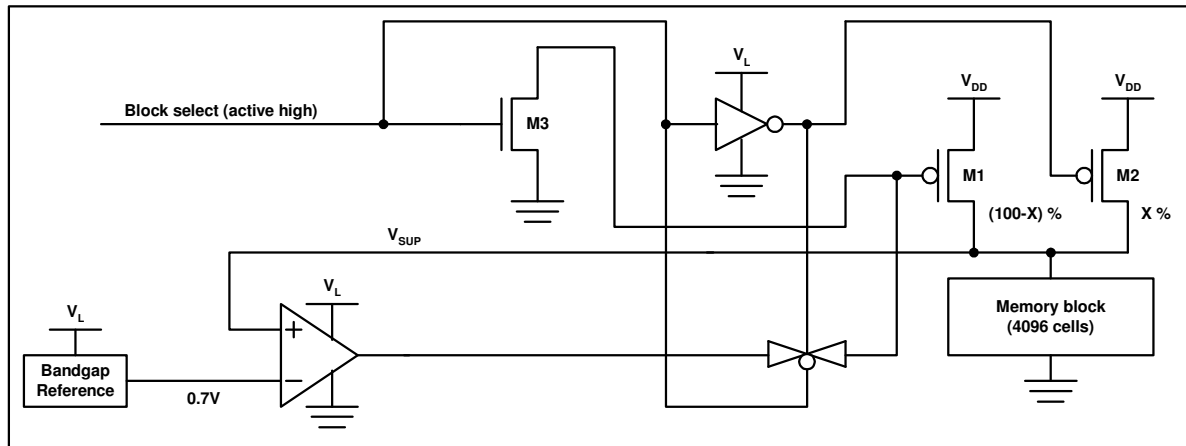 V_L
V_DD
V_DD
Block select (active high)
M3
M1
M2
(100-X) %
X %
V_SUP
V_L
V_L
+
Memory block
(4096 cells)
Bandgap
Reference
−
0.7V